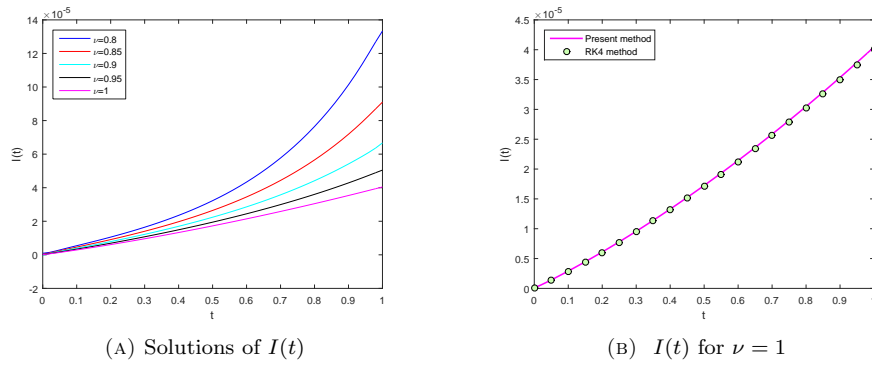 14 ×10-5
12
10
8
6
4
2
0
-2
I(t)
ν=0.8
ν=0.85
ν=0.9
ν=0.95
ν=1
0 0.1 0.2 0.3 0.4 0.5 0.6 0.7 0.8 0.9 1
t
(A) Solutions of I(t)
4.5 ×10-5
4
3.5
3
2.5
2
1.5
1
0.5
0
I(t)
Present method
RK4 method
0 0.1 0.2 0.3 0.4 0.5 0.6 0.7 0.8 0.9 1
t
(B) I(t) for ν = 1